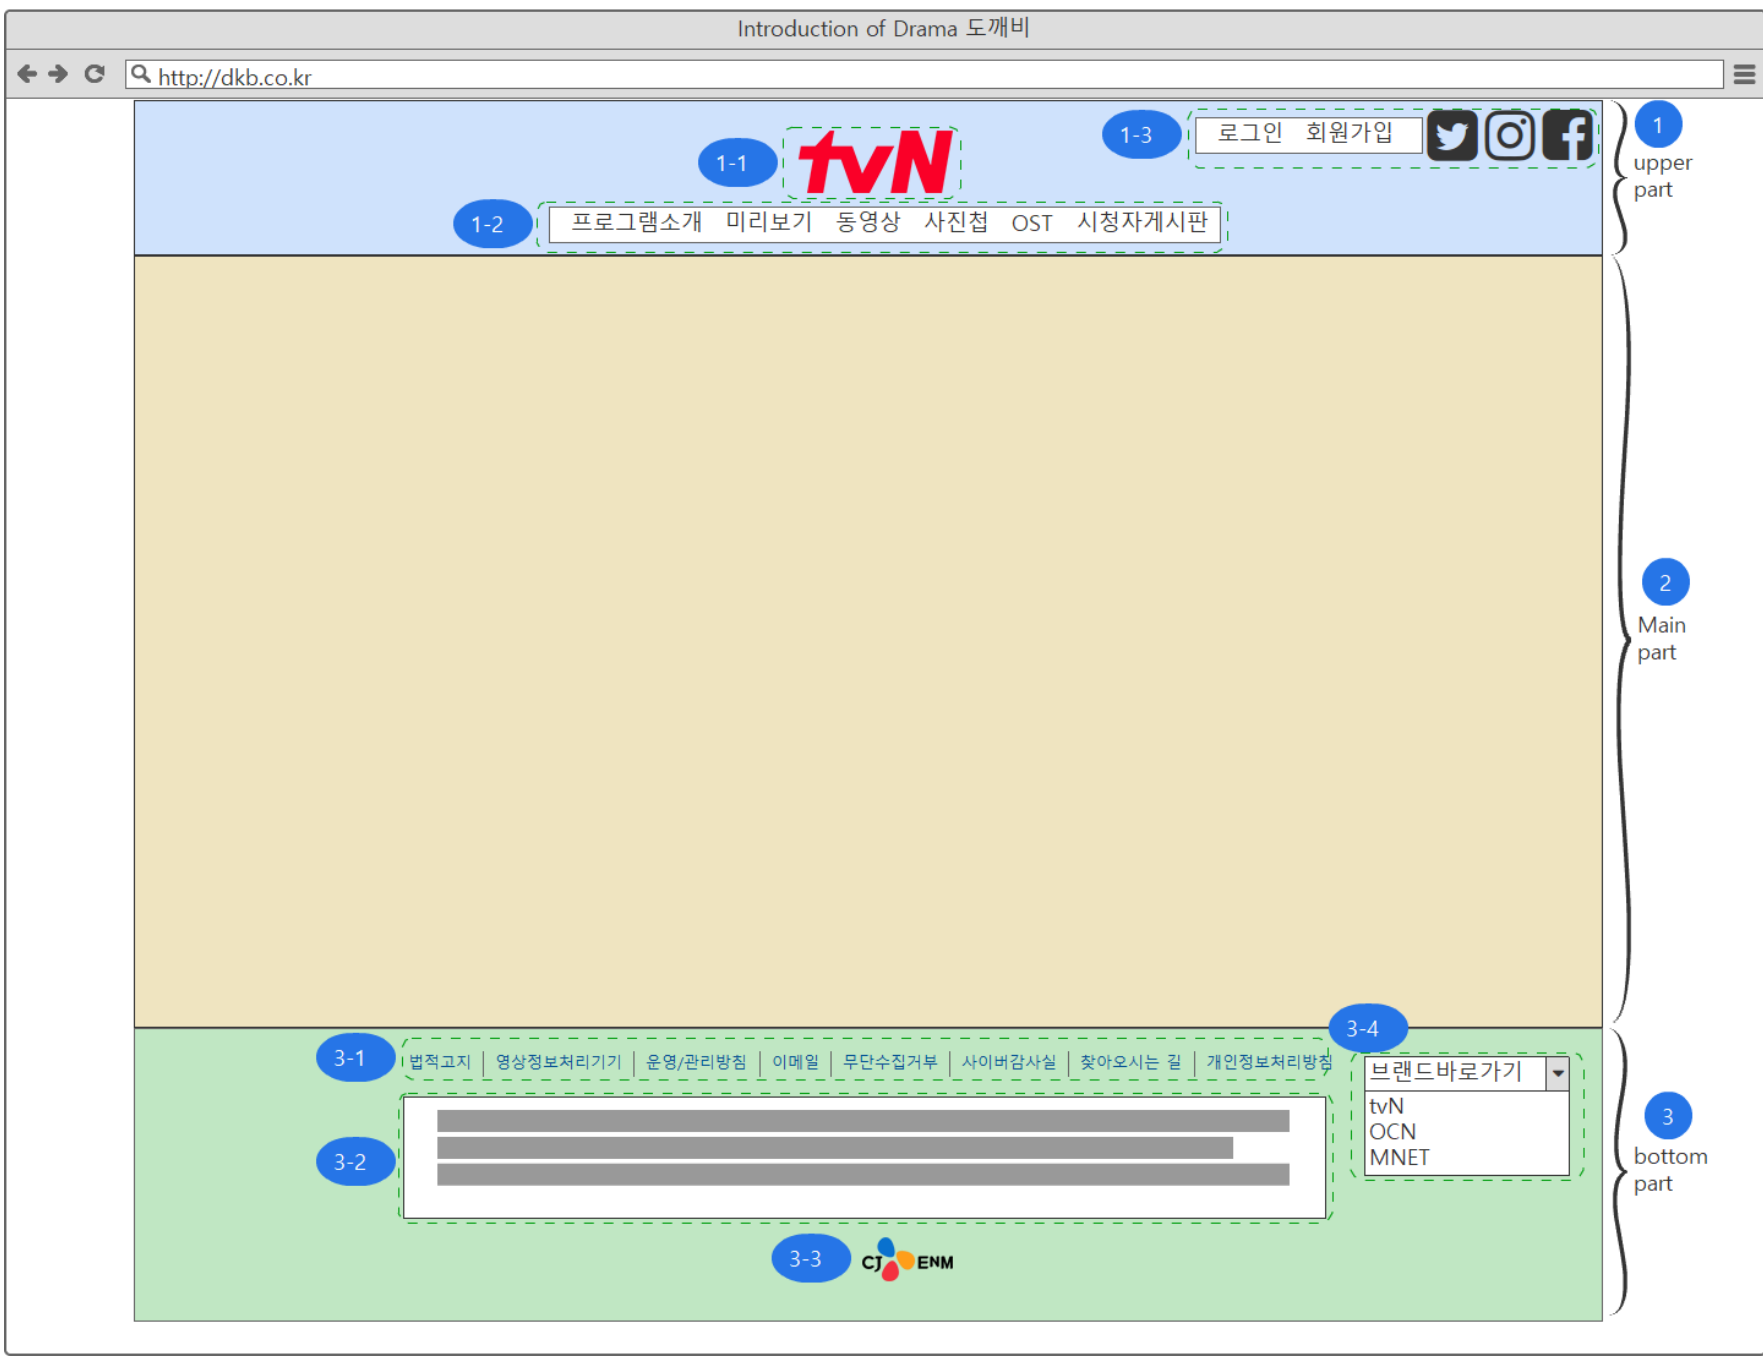 Introduction of Drama 도깨비
http://dkb.co.kr
1-1
tvN
1-3
로그인 회원가입
1
upper
part
1-2
프로그램소개 미리보기 동영상 사진첩 OST 시청자게시판
2
Main
part
3-1
법적고지 | 영상정보처리기기 | 운영/관리방침 | 이메일 | 무단수집거부 | 사이버감사실 | 찾아오시는 길 | 개인정보처리방침
3-4
브랜드바로가기
tvN
OCN
MNET
3-2
3
bottom
part
3-3
CJ ENM